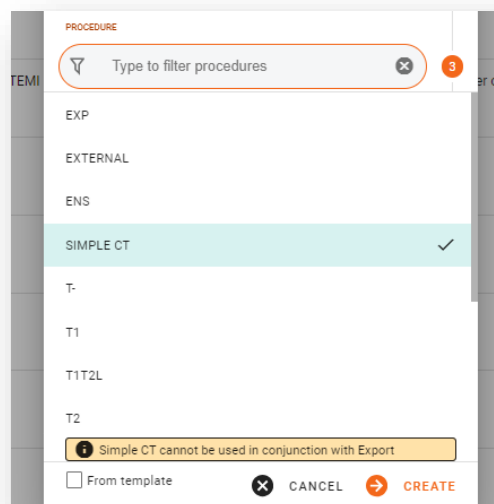 PROCEDURE
Type to filter procedures
3
TEMI
er
EXP
EXTERNAL
ENS
SIMPLE CT
T-
T1
T1T2L
T2
Simple CT cannot be used in conjunction with Export
From template
CANCEL
CREATE